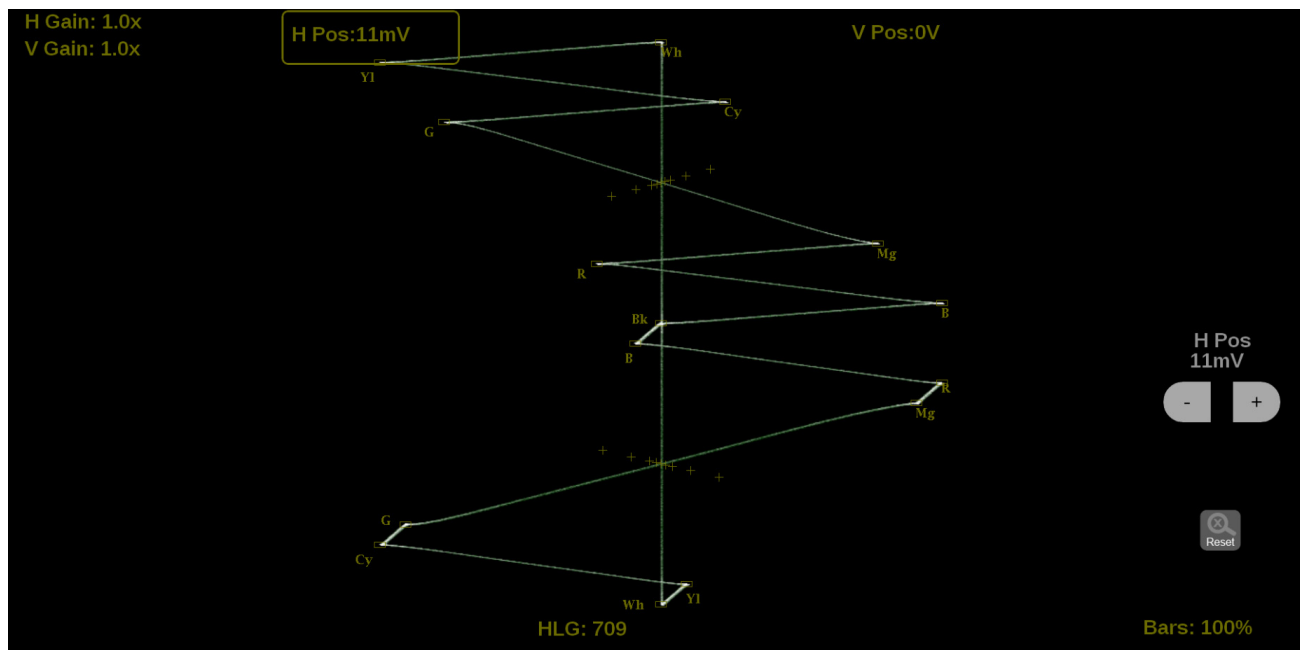 H Gain: 1.0x
V Gain: 1.0x
H Pos:11mV
V Pos:0V
Wh
Yl
Cy
G
Mg
R
B
Bk
B
R
Mg
G
Cy
Yl
Wh
H Pos
11mV
-
+
Reset
HLG: 709
Bars: 100%